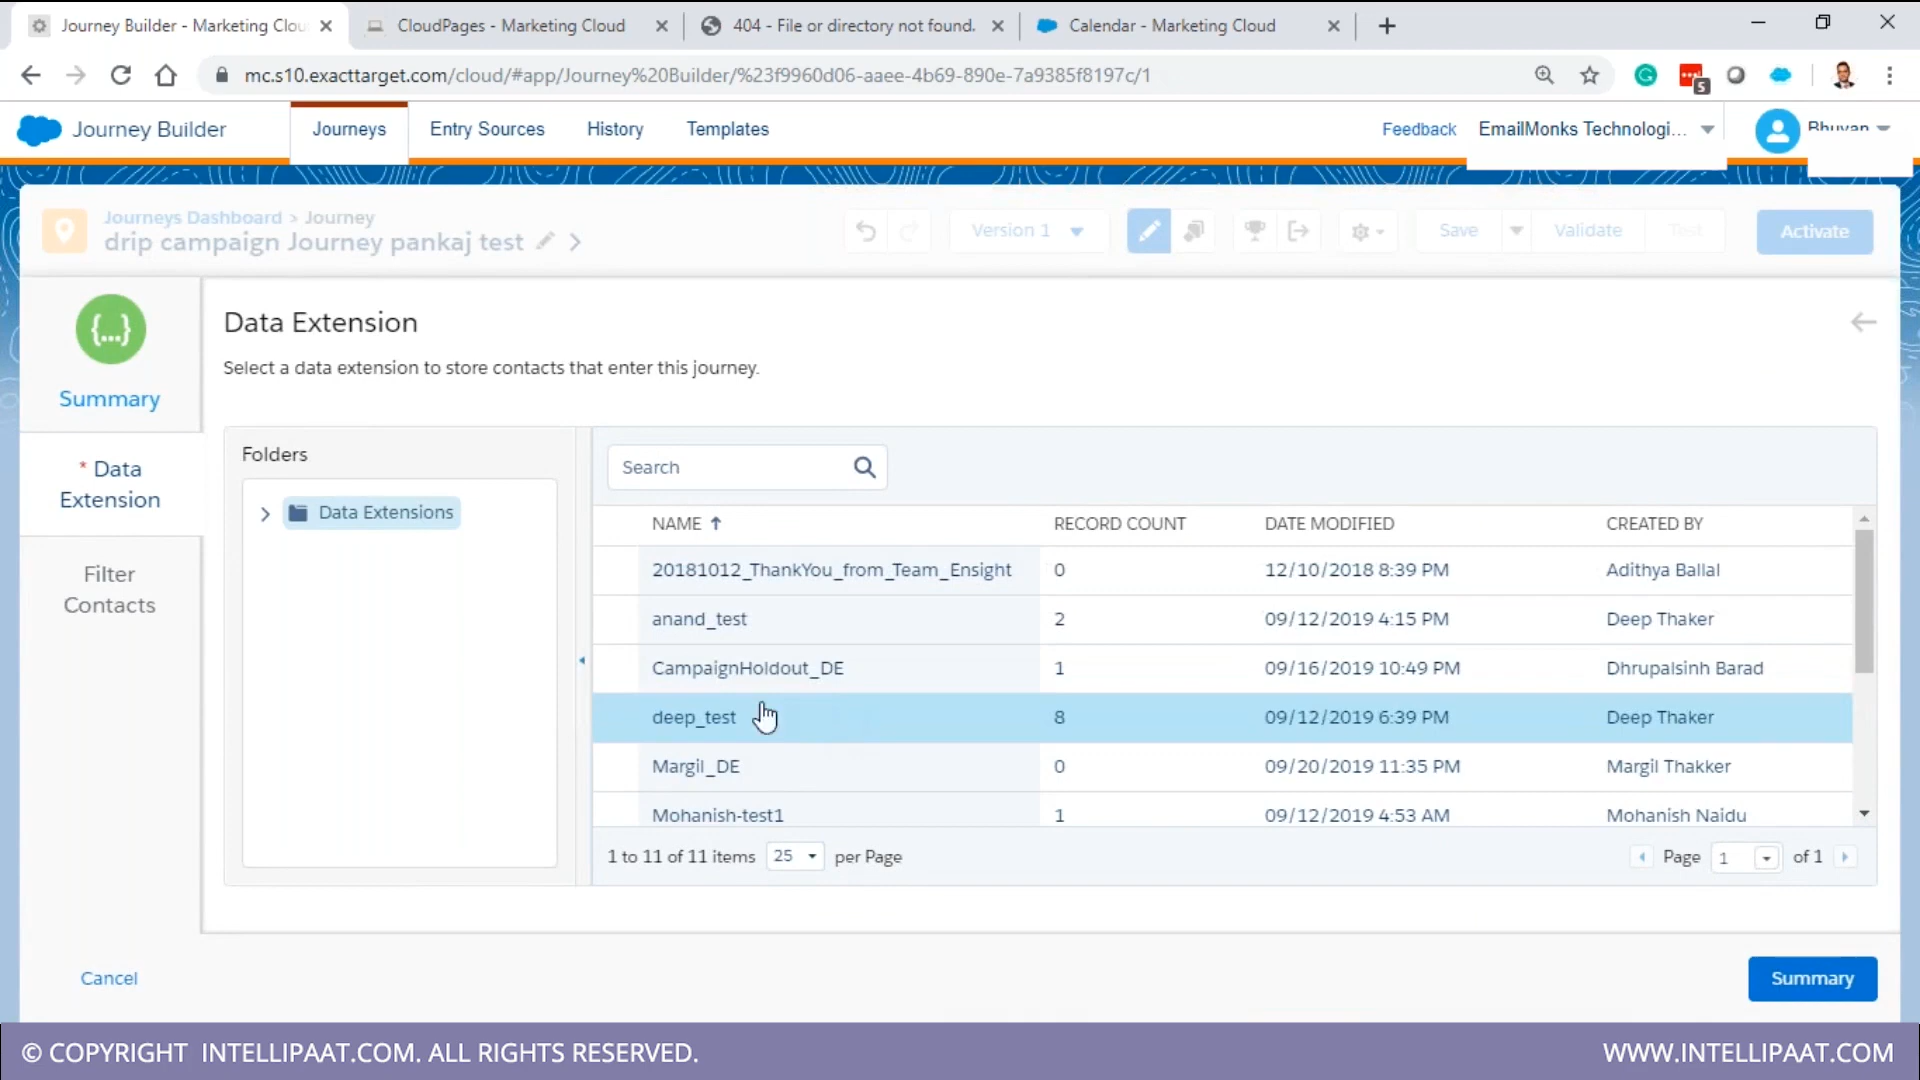 Journey Builder - Marketing Clou
CloudPages - Marketing Cloud
404 - File or directory not found.
Calendar - Marketing Cloud
mc.s10.exacttarget.com/cloud/#app/Journey%20Builder/%23f9960d06-aaee-4b69-890e-7a9385f8197c/1
S
Journey Builder
Journeys
Entry Sources
History
Templates
Feedback
EmailMonks Technologi...
Bhuvan
Journeys Dashboard > Journey
drip campaign Journey pankaj test
Version 1
Save
Validate
Test
Activate
{...}
Summary
* Data
Extension
Filter
Contacts
Data Extension
Select a data extension to store contacts that enter this journey.
Folders
Data Extensions
Search
NAME RECORD COUNT DATE MODIFIED CREATED BY
20181012_ThankYou_from_Team_Ensight 0 12/10/2018 8:39 PM Adithya Ballal
anand_test 2 09/12/2019 4:15 PM Deep Thaker
CampaignHoldout_DE 1 09/16/2019 10:49 PM Dhrupalsinh Barad
deep_test 8 09/12/2019 6:39 PM Deep Thaker
Margil_DE 0 09/20/2019 11:35 PM Margil Thakker
Mohanish-test1 1 09/12/2019 4:53 AM Mohanish Naidu
1 to 11 of 11 items 25 per Page
Page 1 of 1
Cancel
Summary
© COPYRIGHT INTELLIPAAT.COM. ALL RIGHTS RESERVED.
WWW.INTELLIPAAT.COM